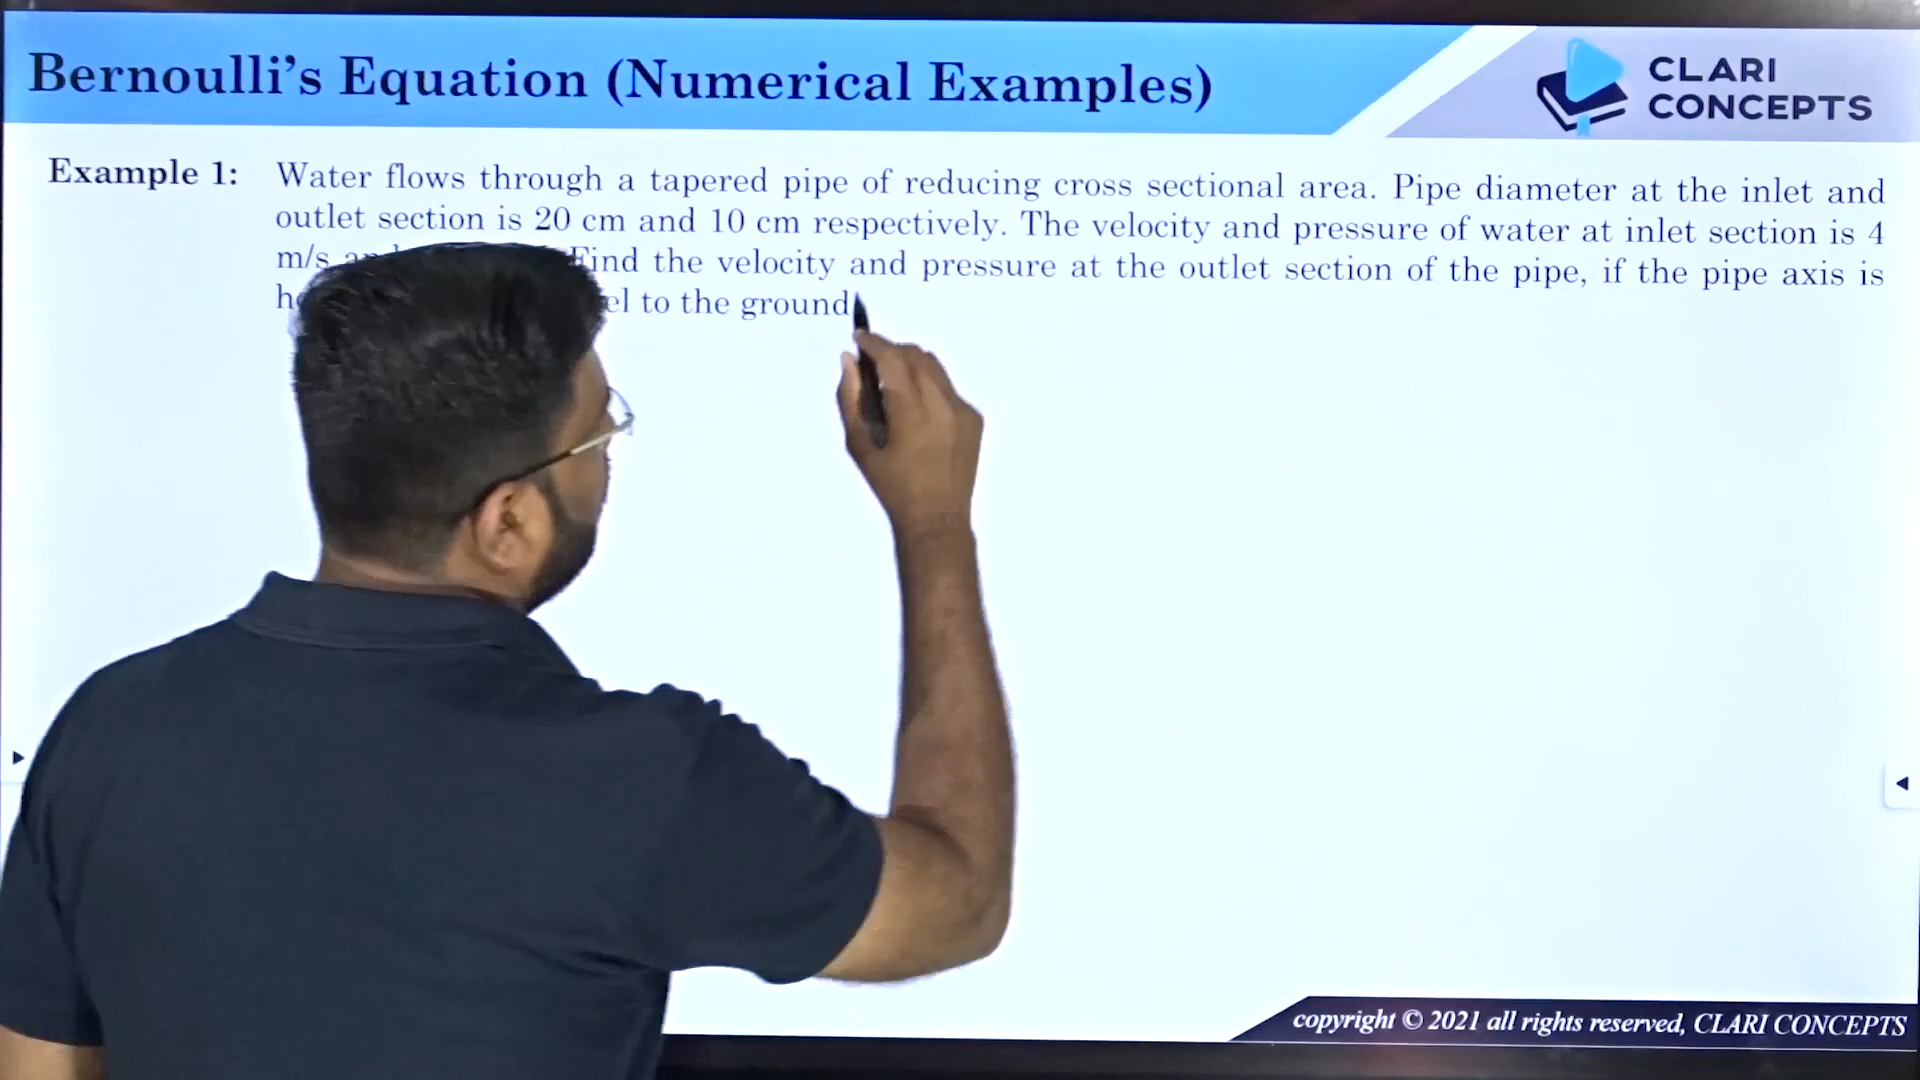 Bernoulli's Equation (Numerical Examples)
CLARI
CONCEPTS
Example 1: Water flows through a tapered pipe of reducing cross sectional area. Pipe diameter at the inlet and
outlet section is 20 cm and 10 cm respectively. The velocity and pressure of water at inlet section is 4
m/s Find the velocity and pressure at the outlet section of the pipe, if the pipe axis is
to the ground
copyright © 2021 all rights reserved, CLARI CONCEPTS